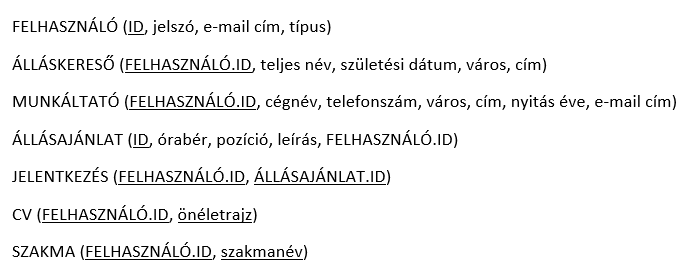 FELHASZNÁLÓ (ID, jelszó, e-mail cím, típus)
ÁLLÁSKERESŐ (FELHASZNÁLÓ.ID, teljes név, születési dátum, város, cím)
MUNKÁLTATÓ (FELHASZNÁLÓ.ID, cégnév, telefonszám, város, cím, nyitás éve, e-mail cím)
ÁLLÁSAJÁNLAT (ID, órabér, pozíció, leírás, FELHASZNÁLÓ.ID)
JELENTKEZÉS (FELHASZNÁLÓ.ID, ÁLLÁSAJÁNLAT.ID)
CV (FELHASZNÁLÓ.ID, önéletrajz)
SZAKMA (FELHASZNÁLÓ.ID, szakmanév)